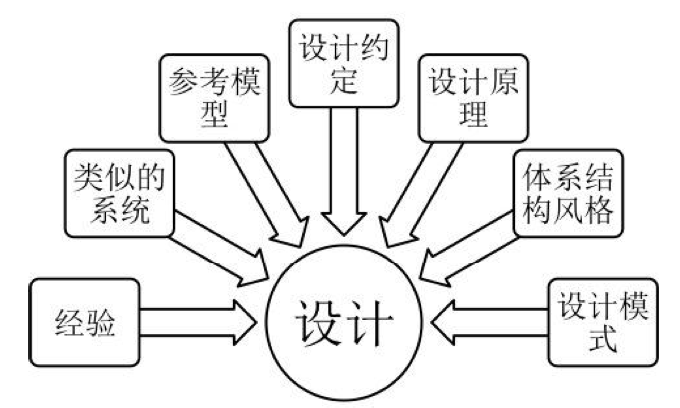 设计约
定
参考模
型
设计原
理
类似的
系统
体系结
构风格
经验
设计
设计模
式